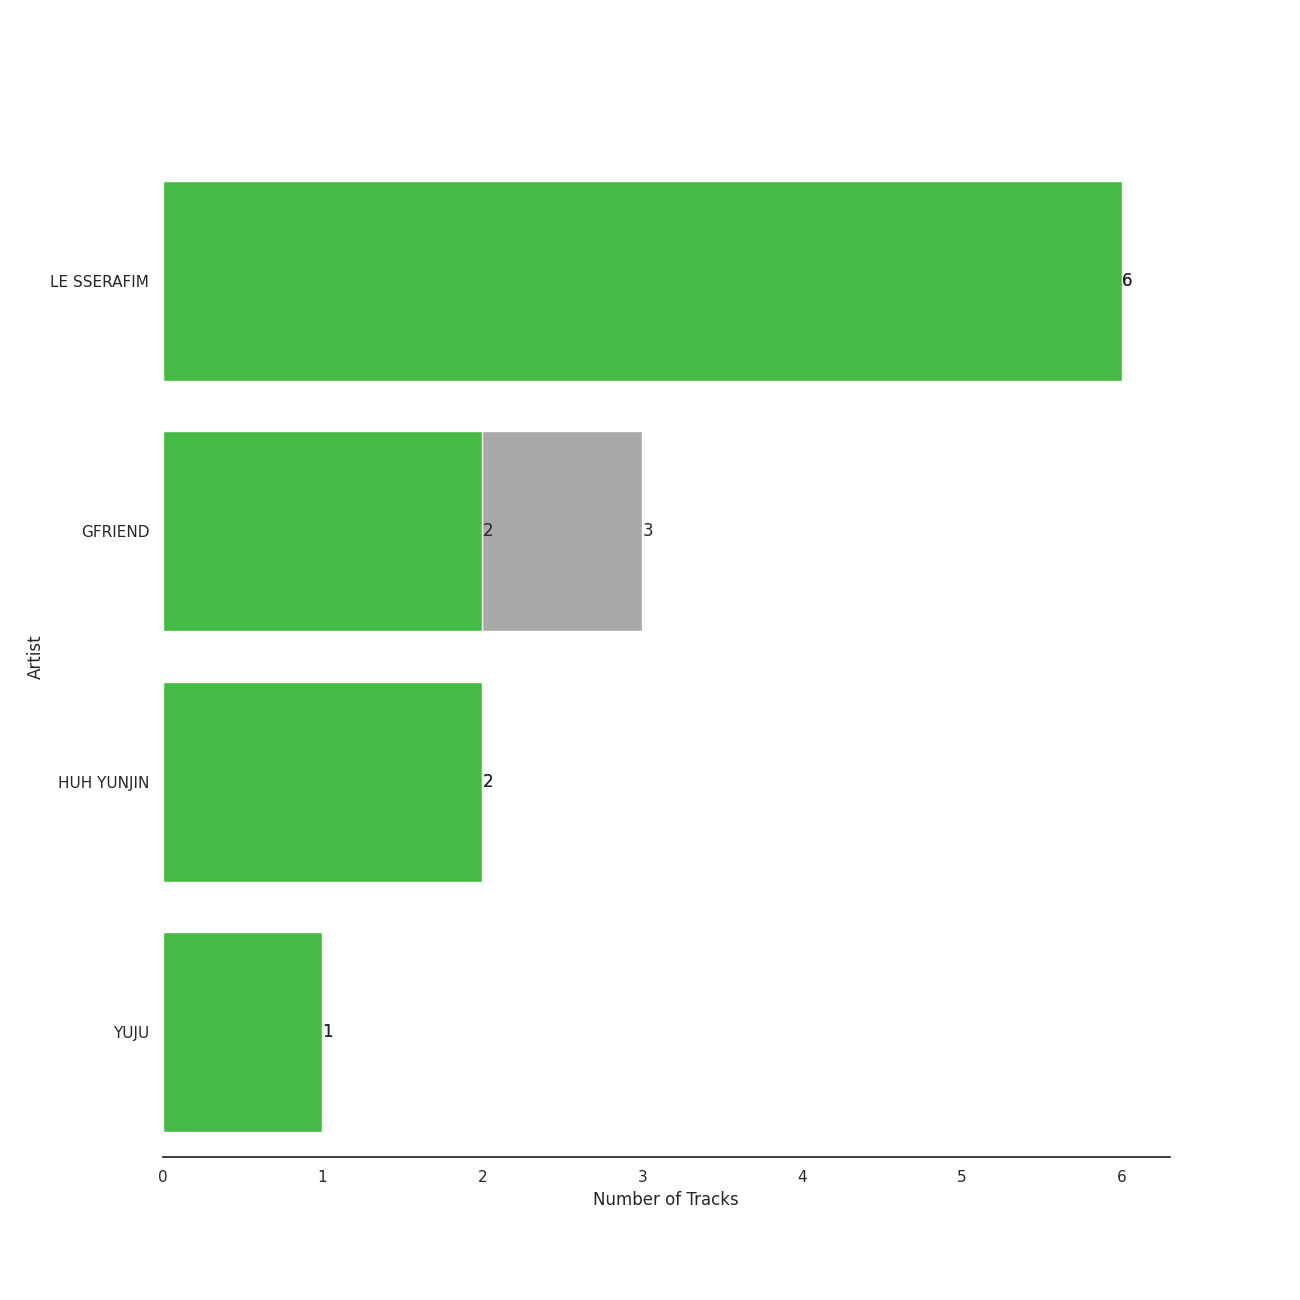 LE SSERAFIM
6
GFRIEND
2
3
HUH YUNJIN
2
YUJU
1
Artist
0 1 2 3 4 5 6
Number of Tracks